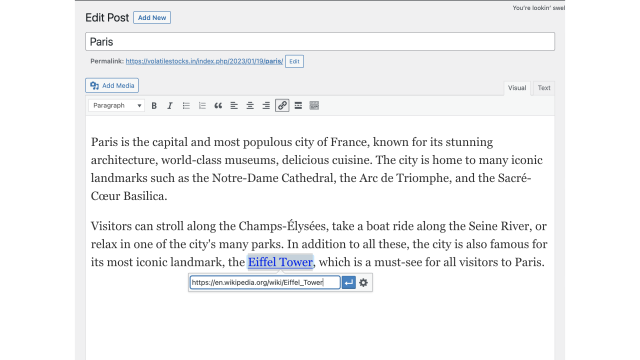 You're lookin' swel
Edit Post Add New
Paris
Permalink: https://volatilestocks.in/index.php/2023/01/19/paris/ Edit
Add Media
Visual Text
Paragraph B I
Paris is the capital and most populous city of France, known for its stunning
architecture, world-class museums, delicious cuisine. The city is home to many iconic
landmarks such as the Notre-Dame Cathedral, the Arc de Triomphe, and the Sacré-
Cœur Basilica.
Visitors can stroll along the Champs-Élysées, take a boat ride along the Seine River, or
relax in one of the city's many parks. In addition to all these, the city is also famous for
its most iconic landmark, the Eiffel Tower, which is a must-see for all visitors to Paris.
https://en.wikipedia.org/wiki/Eiffel_Tower